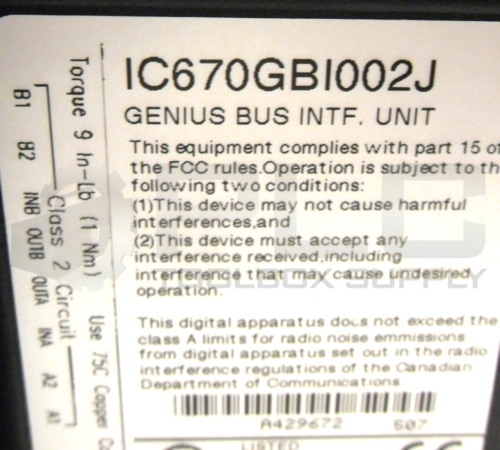 IC670GBI002J
GENIUS BUS INTF. UNIT
This equipment complies with part 15 of
the FCC rules.Operation is subject to the
following two conditions:
(1)This device may not cause harmful
interferences,and
(2)This device must accept any
interference received,including
interference that may cause undesired
operation.
This digital apparatus does not exceed the
class A limits for radio noise emmissions
from digital apparatus set out in the radio
interference regulations of the Canadian
Department of Communications
A429672 507
LISTED
Torque 9 In-Lb (1 Nm) Use 75C Copper
Class 2 Circuit
B1 B2 INB OUTB OUTA INA A2 A1
PLC
TOOLBOX SUPPLY